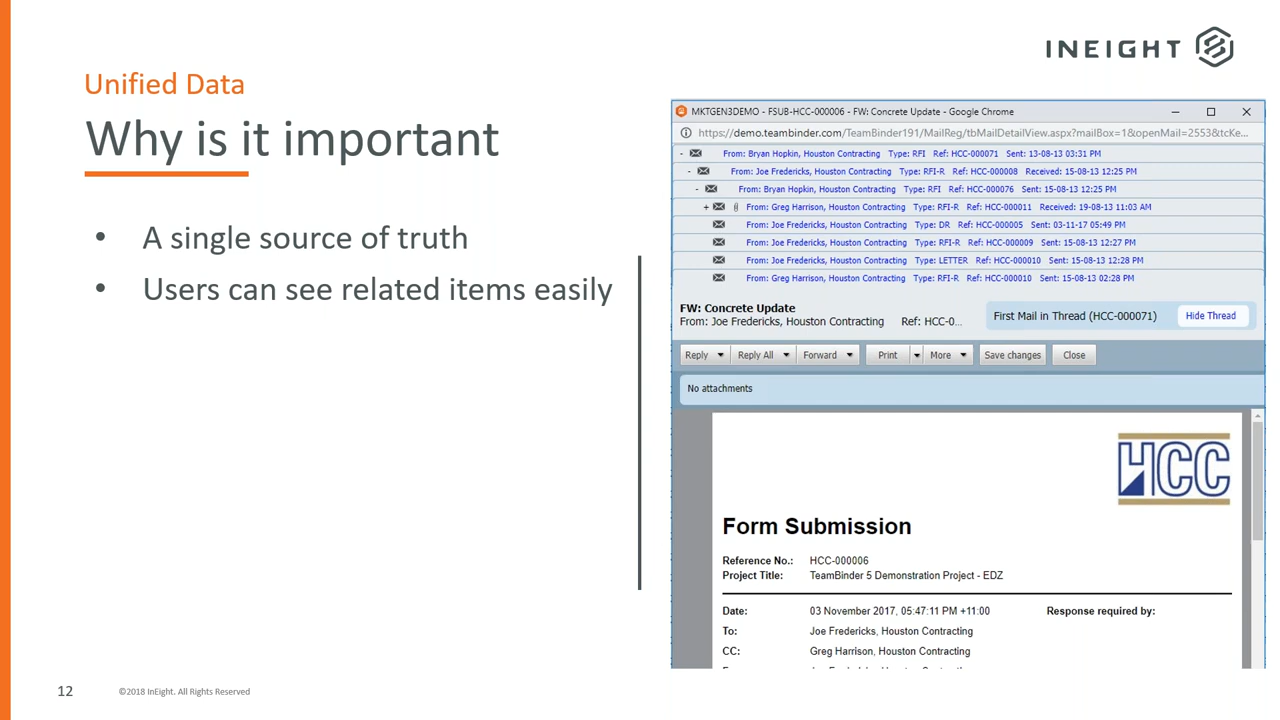 INEIGHT
Unified Data
Why is it important
• A single source of truth
• Users can see related items easily
MKTGEN3DEMO - FSUB-HCC-000006 - FW: Concrete Update - Google Chrome
https://demo.teambinder.com/TeamBinder191/MailReg/tbMailDetailView.aspx?mailBox=1&openMail=2553&tcKe...
- From: Bryan Hopkin, Houston Contracting Type: RFI Ref: HCC-000071 Sent: 13-08-13 03:31 PM
- From: Joe Fredericks, Houston Contracting Type: RFI-R Ref: HCC-000008 Received: 15-08-13 12:25 PM
- From: Bryan Hopkin, Houston Contracting Type: RFI Ref: HCC-000076 Sent: 15-08-13 12:25 PM
+ From: Greg Harrison, Houston Contracting Type: RFI-R Ref: HCC-000011 Received: 19-08-13 11:03 AM
From: Joe Fredericks, Houston Contracting Type: DR Ref: HCC-000005 Sent: 03-11-17 05:49 PM
From: Joe Fredericks, Houston Contracting Type: RFI-R Ref: HCC-000009 Sent: 15-08-13 12:27 PM
From: Joe Fredericks, Houston Contracting Type: LETTER Ref: HCC-000010 Sent: 15-08-13 12:28 PM
From: Greg Harrison, Houston Contracting Type: RFI-R Ref: HCC-000010 Sent: 15-08-13 02:28 PM
FW: Concrete Update
From: Joe Fredericks, Houston Contracting Ref: HCC-0...
First Mail in Thread (HCC-000071) Hide Thread
Reply Reply All Forward Print More Save changes Close
No attachments
HCC
Form Submission
Reference No.: HCC-000006
Project Title: TeamBinder 5 Demonstration Project - EDZ
Date: 03 November 2017, 05:47:11 PM +11:00 Response required by:
To: Joe Fredericks, Houston Contracting
CC: Greg Harrison, Houston Contracting
12 ©2018 InEight. All Rights Reserved